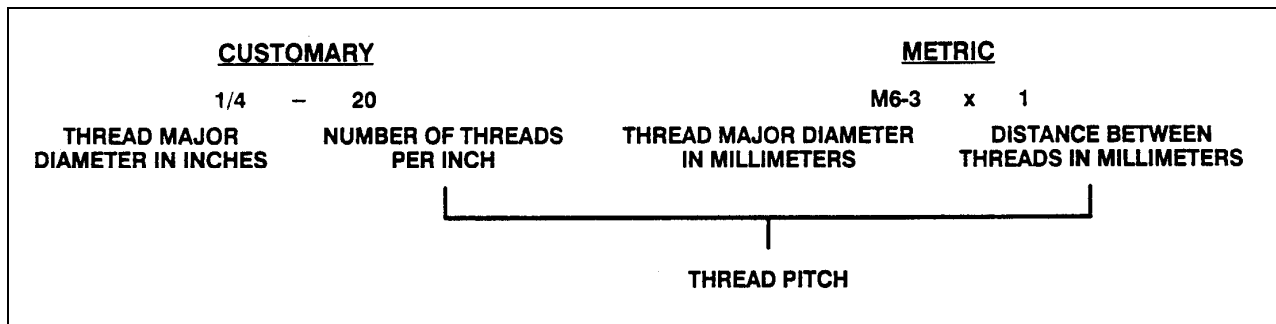 CUSTOMARY
1/4 – 20
THREAD MAJOR
DIAMETER IN INCHES
NUMBER OF THREADS
PER INCH
METRIC
M6-3 x 1
THREAD MAJOR DIAMETER
IN MILLIMETERS
DISTANCE BETWEEN
THREADS IN MILLIMETERS
THREAD PITCH